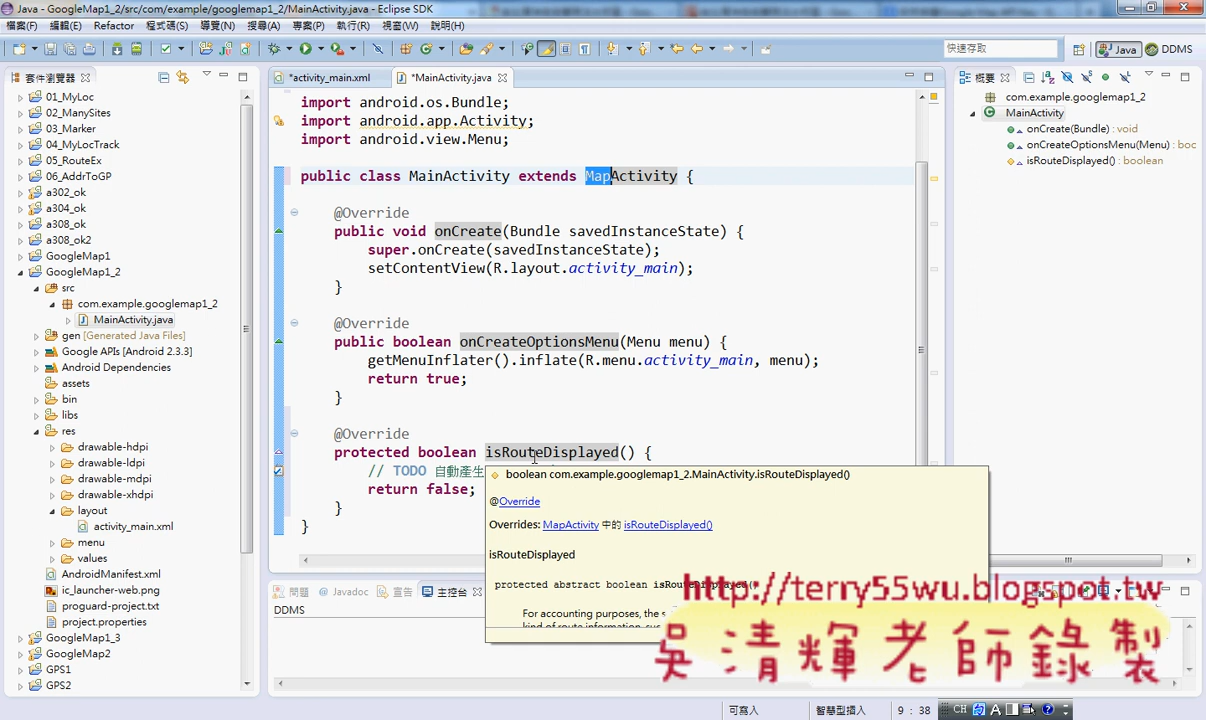 Java - GoogleMap1_2/src/com/example/googlemap1_2/MainActivity.java - Eclipse SDK
檔案(F) 編輯(E) Refactor 程式碼(S) 導覽(N) 搜尋(A) 專案(P) 執行(R) 視窗(W) 說明(H)
快速存取
Java
DDMS
套件瀏覽器
01_MyLoc
02_ManySites
03_Marker
04_MyLocTrack
05_RouteEx
06_AddrToGP
a302_ok
a304_ok
a308_ok
a308_ok2
GoogleMap1
GoogleMap1_2
src
com.example.googlemap1_2
MainActivity.java
gen [Generated Java Files]
Google APIs [Android 2.3.3]
Android Dependencies
assets
bin
libs
res
drawable-hdpi
drawable-ldpi
drawable-mdpi
drawable-xhdpi
layout
activity_main.xml
menu
values
AndroidManifest.xml
ic_launcher-web.png
proguard-project.txt
project.properties
GoogleMap1_3
GoogleMap2
GPS1
GPS2
*activity_main.xml
*MainActivity.java
import android.os.Bundle;
import android.app.Activity;
import android.view.Menu;
public class MainActivity extends MapActivity {
@Override
public void onCreate(Bundle savedInstanceState) {
super.onCreate(savedInstanceState);
setContentView(R.layout.activity_main);
}
@Override
public boolean onCreateOptionsMenu(Menu menu) {
getMenuInflater().inflate(R.menu.activity_main, menu);
return true;
}
@Override
protected boolean isRouteDisplayed() {
// TODO 自動產生
return false;
}
}
boolean com.example.googlemap1_2.MainActivity.isRouteDisplayed()
@Override
Overrides: MapActivity 中的 isRouteDisplayed()
isRouteDisplayed
protected abstract boolean isRouteDisplayed()
For accounting purposes, the s
概要
com.example.googlemap1_2
MainActivity
onCreate(Bundle) : void
onCreateOptionsMenu(Menu) : boo
isRouteDisplayed() : boolean
問題 @ Javadoc 宣告 主控台
DDMS
http://terry55wu.blogspot.tw
吳清輝老師錄製
可寫入
智慧型插入
9 : 38
CH